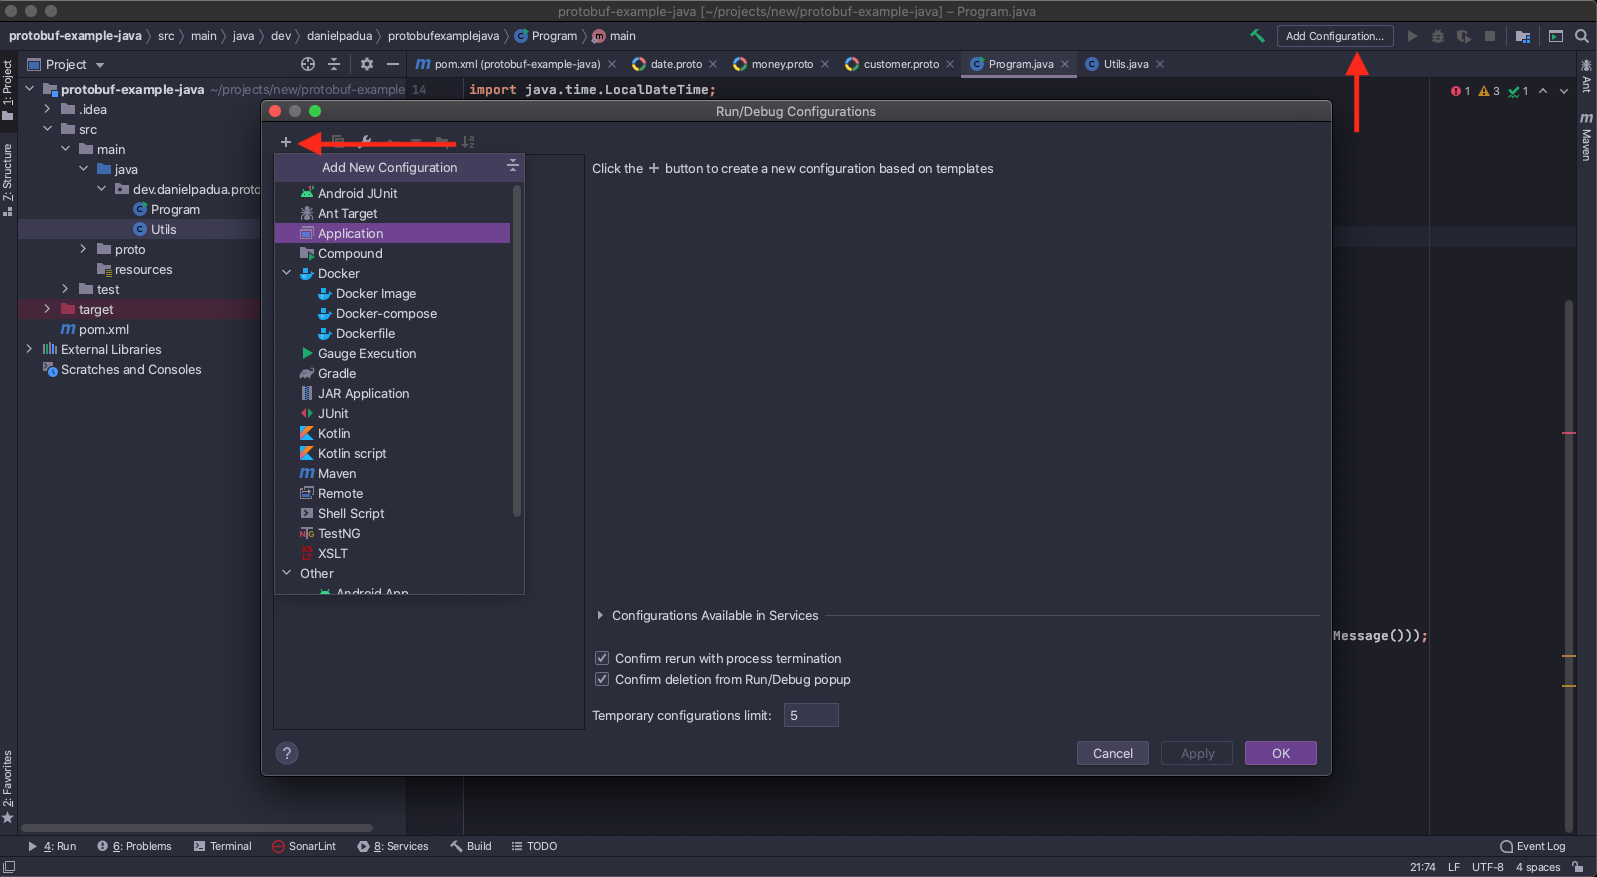 protobuf-example-java [~/projects/new/protobuf-example-java] – Program.java
protobuf-example-java 〉 src 〉 main 〉 java 〉 dev 〉 danielpadua 〉 protobufexamplejava 〉 Program 〉 main
Add Configuration...
1: Project
Z: Structure
2: Favorites
Project
pom.xml (protobuf-example-java)
date.proto
money.proto
customer.proto
Program.java
Utils.java
Ant
Maven
protobuf-example-java ~/projects/new/protobuf-example
.idea
src
main
java
dev.danielpadua.proto
Program
Utils
proto
resources
test
target
pom.xml
External Libraries
Scratches and Consoles
14 import java.time.LocalDateTime;
1 3 1
Message()));
Run/Debug Configurations
Add New Configuration
Android JUnit
Ant Target
Application
Compound
Docker
Docker Image
Docker-compose
Dockerfile
Gauge Execution
Gradle
JAR Application
JUnit
Kotlin
Kotlin script
Maven
Remote
Shell Script
TestNG
XSLT
Other
Android App
Click the + button to create a new configuration based on templates
Configurations Available in Services
Confirm rerun with process termination
Confirm deletion from Run/Debug popup
Temporary configurations limit: 5
?
Cancel
Apply
OK
4: Run
6: Problems
Terminal
SonarLint
8: Services
Build
TODO
Event Log
21:74 LF UTF-8 4 spaces